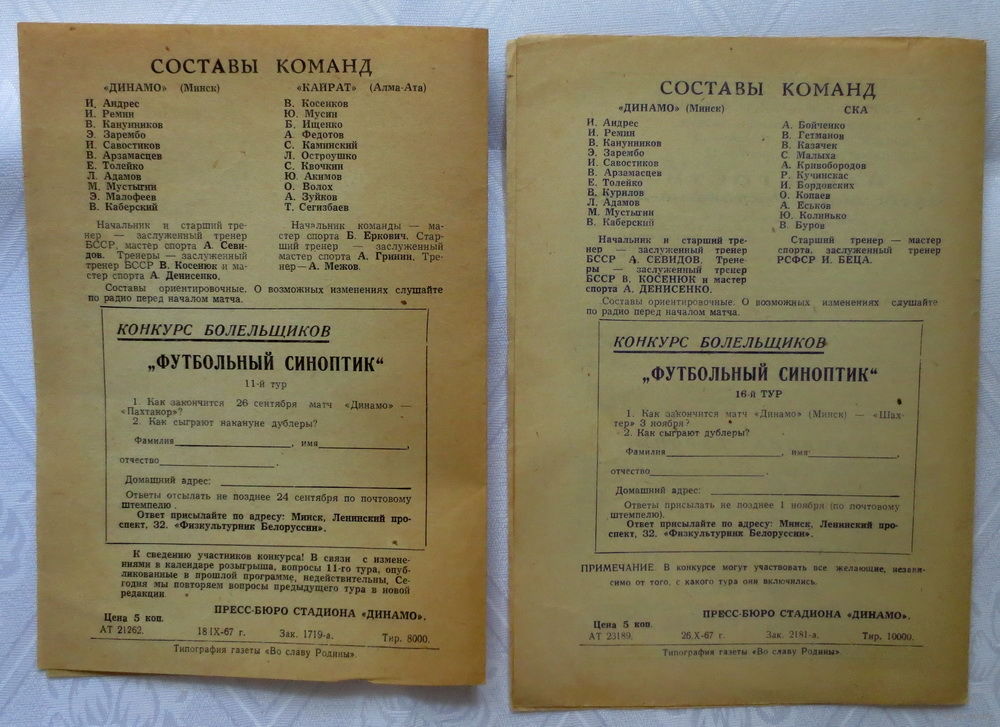 СОСТАВЫ КОМАНД
«ДИНАМО» (Минск)
И. Андрес
И. Ремин
В. Канунников
Э. Зарембо
И. Савостиков
В. Арзамасцев
Е. Толейко
Л. Адамов
М. Мустыгин
Э. Малофеев
В. Каберский
«КАЙРАТ» (Алма-Ата)
В. Косенков
Ю. Мусин
Б. Ищенко
А. Федотов
С. Каминский
Л. Остроушко
С. Квочкин
Ю. Акимов
О. Волох
А. Зуйков
Т. Сегизбаев
Начальник и старший тре-
нер — заслуженный тренер
БССР, мастер спорта А. Севи-
дов. Тренеры — заслуженный
тренер БССР В. Косенюк и ма-
стер спорта А. Денисенко.
Начальник команды — ма-
стер спорта Б. Еркович. Стар-
ший тренер — заслуженный
мастер спорта А. Гринин. Тре-
нер — А. Межов.
Составы ориентировочные. О возможных изменениях слушайте
по радио перед началом матча.
КОНКУРС БОЛЕЛЬЩИКОВ
„ФУТБОЛЬНЫЙ СИНОПТИК“
11-й тур
1. Как закончится 26 сентября матч «Динамо» —
«Пахтакор»?
2. Как сыграют накануне дублеры?
Фамилия, имя,
отчество.
Домашний адрес:
Ответы отсылать не позднее 24 сентября по почтовому
штемпелю.
Ответ присылайте по адресу: Минск, Ленинский про-
спект, 32. «Физкультурник Белоруссии».
К сведению участников конкурса! В связи с измене-
ниями в календаре розыгрыша, вопросы 11-го тура, опуб-
ликованные в прошлой программе, недействительны. Се-
годня мы повторяем вопросы предыдущего тура в новой
редакции.
ПРЕСС-БЮРО СТАДИОНА «ДИНАМО».
Цена 5 коп.
АТ 21262. 18 IX-67 г. Зак. 1719-а. Тир. 8000.
Типография газеты «Во славу Родины».
СОСТАВЫ КОМАНД
«ДИНАМО» (Минск)
И. Андрес
И. Ремин
В. Канунников
Э. Зарембо
И. Савостиков
В. Арзамасцев
Е. Толейко
В. Курилов
Л. Адамов
М. Мустыгин
В. Каберский
СКА
А. Бойченко
В. Гетманов
В. Казачек
С. Малыха
А. Кривобородов
Р. Кучинскас
И. Бордовских
О. Копаев
А. Еськов
Ю. Колинько
В. Буров
Начальник и старший тре-
нер — заслуженный тренер
БССР А. СЕВИДОВ. Трене-
ры — заслуженный тренер
БССР В. КОСЕНЮК и мастер
спорта А. ДЕНИСЕНКО.
Старший тренер — мастер
спорта, заслуженный тренер
РСФСР И. БЕЦА.
Составы ориентировочные. О возможных изменениях слушайте
по радио перед началом матча.
КОНКУРС БОЛЕЛЬЩИКОВ
„ФУТБОЛЬНЫЙ СИНОПТИК“
16-й ТУР
1. Как закончится матч «Динамо» (Минск) — «Шах-
тер» 3 ноября?
2. Как сыграют дублеры?
Фамилия, имя
отчество.
Домашний адрес:
Ответы присылать не позднее 1 ноября (по почтовому
штемпелю).
Ответ присылайте по адресу: Минск, Ленинский про-
спект, 32. «Физкультурник Белоруссии».
ПРИМЕЧАНИЕ. В конкурсе могут участвовать все желающие, незави-
симо от того, с какого тура они включились.
ПРЕСС-БЮРО СТАДИОНА «ДИНАМО».
Цена 5 коп.
АТ 23189. 26.X-67 г. Зак. 2181-а. Тир. 10000.
Типография газеты «Во славу Родины».